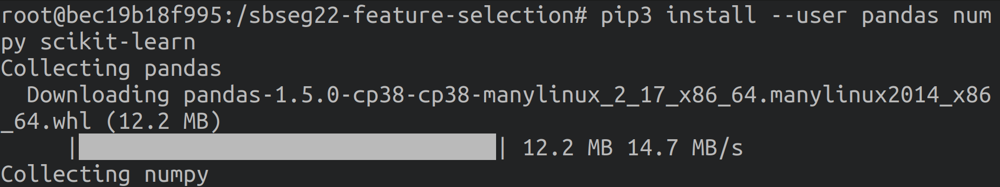 root@bec19b18f995:/sbseg22-feature-selection# pip3 install --user pandas num
py scikit-learn
Collecting pandas
  Downloading pandas-1.5.0-cp38-cp38-manylinux_2_17_x86_64.manylinux2014_x86
_64.whl (12.2 MB)
     |████████████████████████████████| 12.2 MB 14.7 MB/s
Collecting numpy